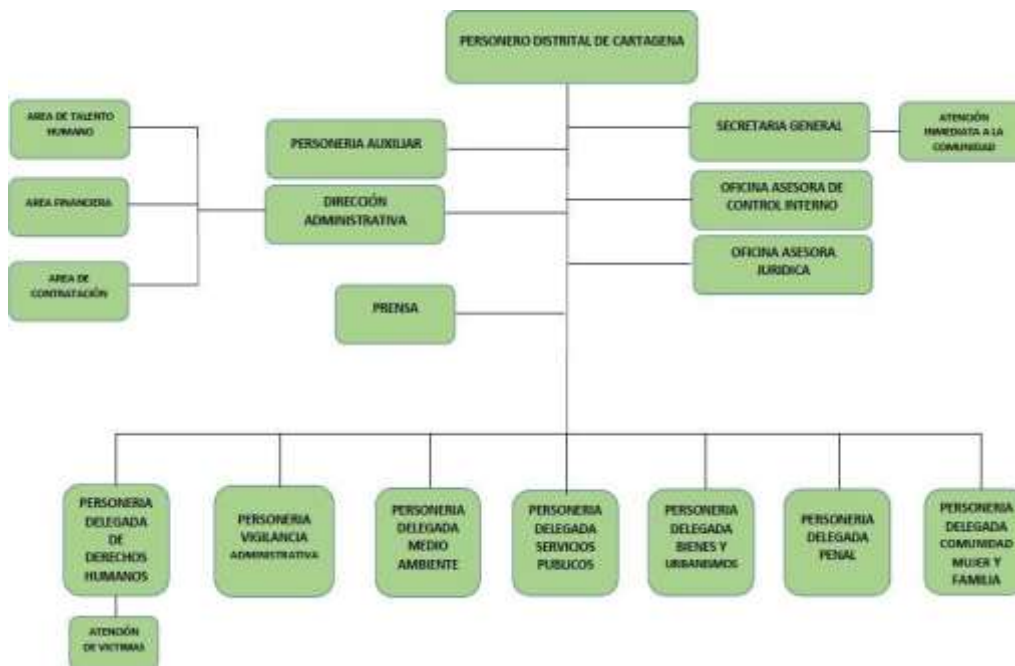 PERSONERO DISTRITAL DE CARTAGENA
AREA DE TALENTO
HUMANO
PERSONERIA AUXILIAR
SECRETARIA GENERAL
ATENCIÓN
INMEDIATA A LA
COMUNIDAD
AREA FINANCIERA
DIRECCIÓN
ADMINISTRATIVA
OFICINA ASESORA DE
CONTROL INTERNO
AREA DE
CONTRATACIÓN
OFICINA ASESORA
JURIDICA
PRENSA
PERSONERIA
DELEGADA
DE
DERECHOS
HUMANOS
PERSONERIA
VIGILANCIA
ADMINISTRATIVA
PERSONERIA
DELEGADA
MEDIO
AMBIENTE
PERSONERIA
DELEGADA
SERVICIOS
PUBLICOS
PERSONERIA
DELEGADA
BIENES Y
URBANISMOS
PERSONERIA
DELEGADA
PENAL
PERSONERIA
DELEGADA
COMUNIDAD
MUJER Y
FAMILIA
ATENCIÓN
DE VICTIMAS